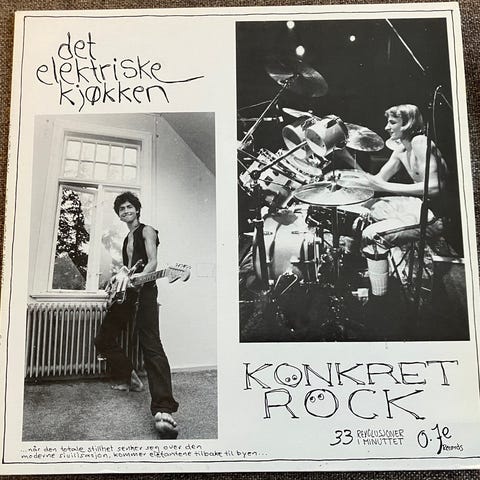 det
elektriske
kjøkken
KONKRET
ROCK
33 REVOLUSJONER
I MINUTTET
Ø. Je
Records
...når den totale stillhet senker seg over den
moderne sivilisasjon, kommer elefantene tilbake til byen...